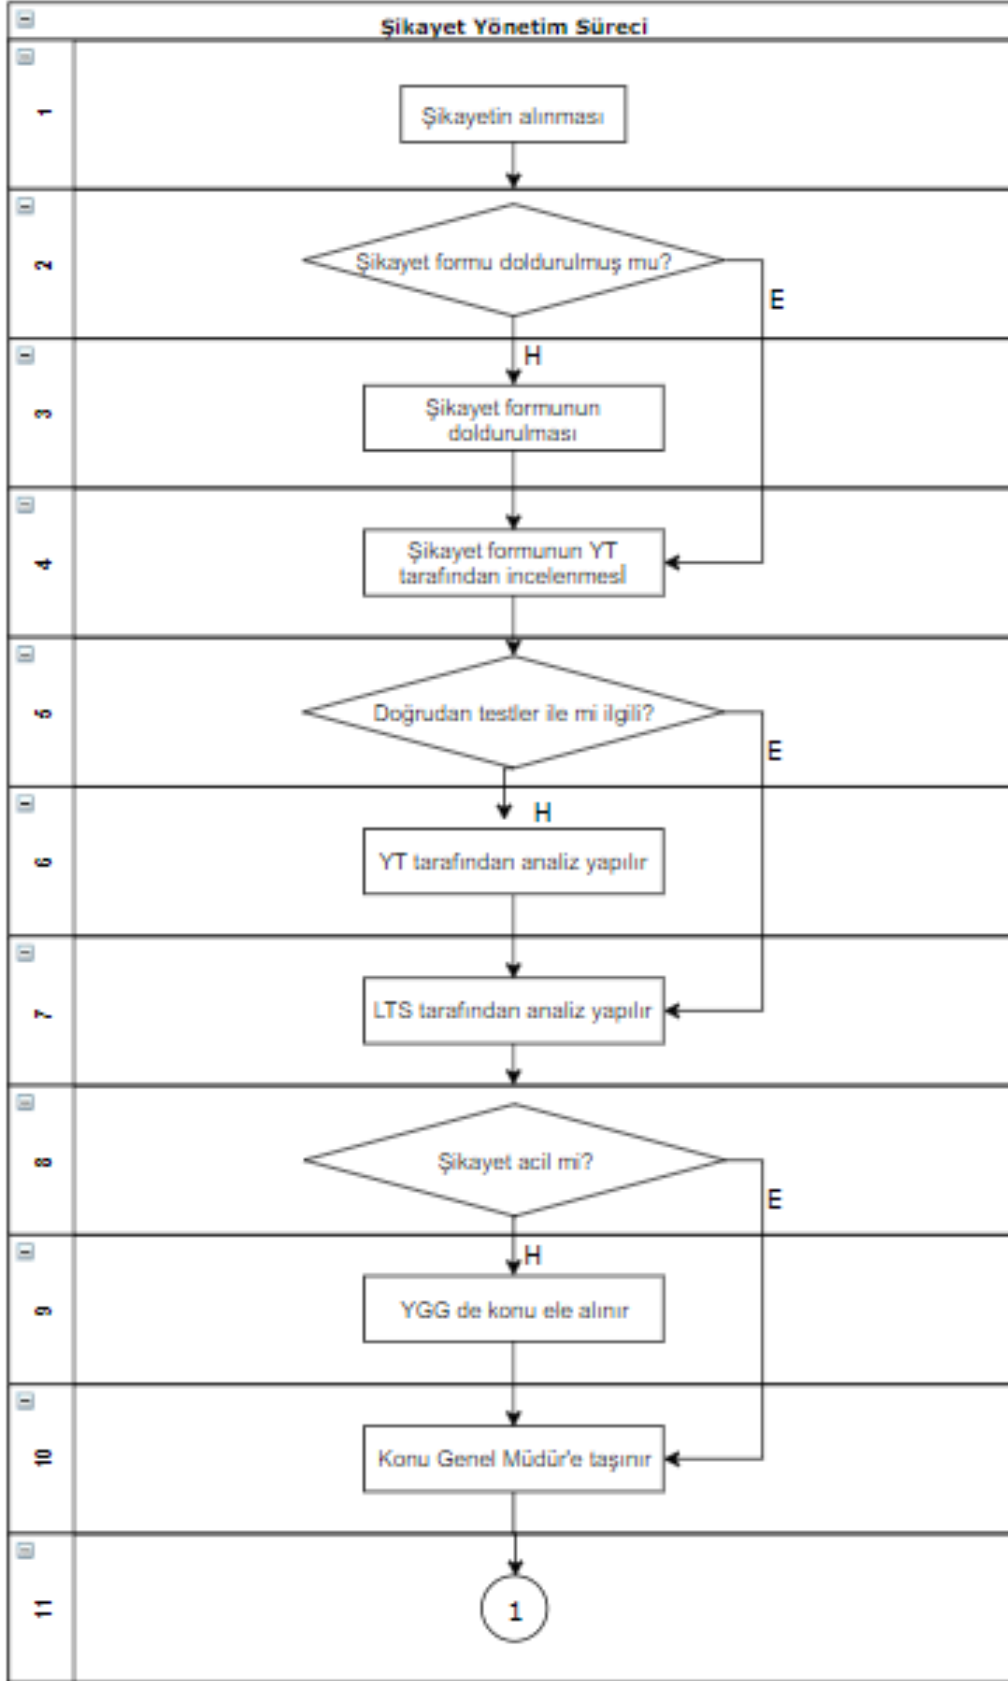 Şikayet Yönetim Süreci
1
Şikayetin alınması
2
Şikayet formu doldurulmuş mu?
E
H
3
Şikayet formunun
doldurulması
4
Şikayet formunun YT
tarafından incelenmesİ
5
Doğrudan testler ile mi ilgili?
E
H
6
YT tarafından analiz yapılır
7
LTS tarafından analiz yapılır
8
Şikayet acil mi?
E
H
9
YGG de konu ele alınır
10
Konu Genel Müdür'e taşınır
11
1